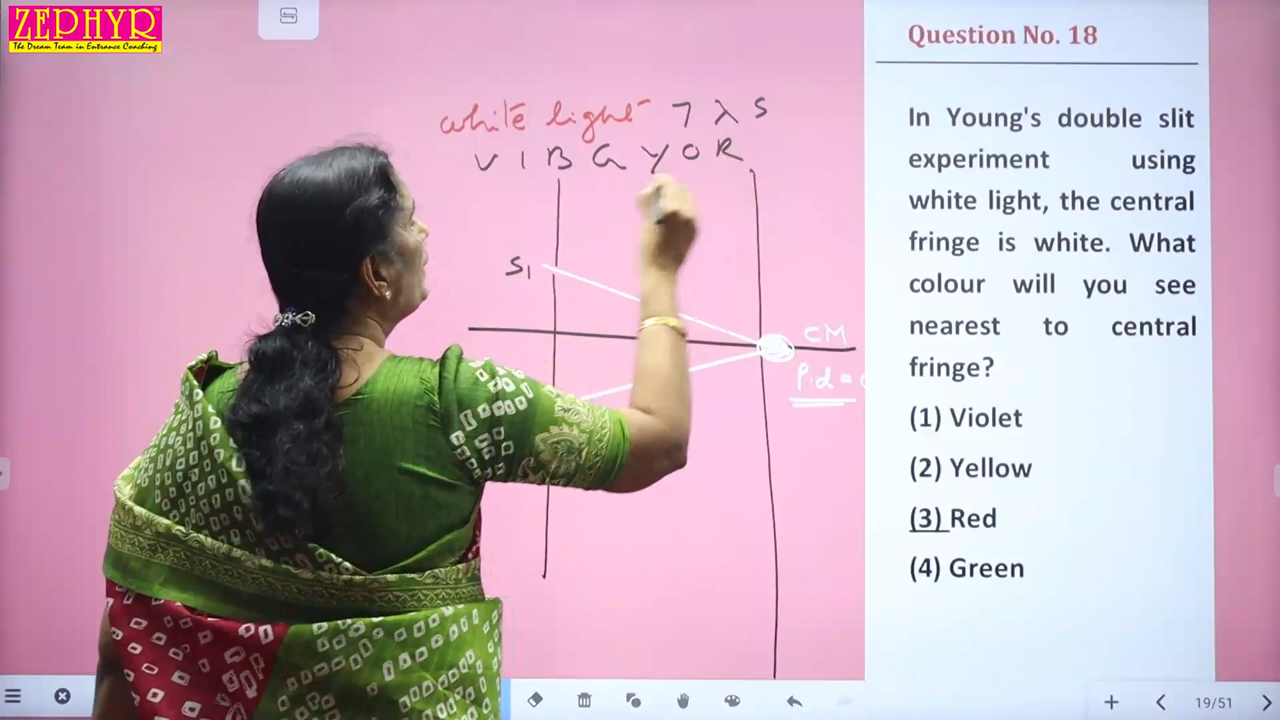 ZEPHYR
The Dream Team in Entrance Coaching
white light 7 λ s
V I B G Y O R
S1
CM
P.d =
Question No. 18
In Young's double slit
experiment using
white light, the central
fringe is white. What
colour will you see
nearest to central
fringe?
(1) Violet
(2) Yellow
(3) Red
(4) Green
19/51